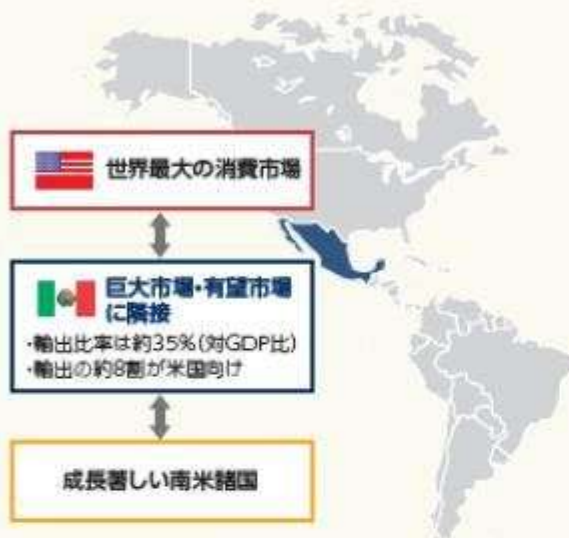 世界最大の消費市場
巨大市場・有望市場
に隣接
・輸出比率は約35%(対GDP比)
・輸出の約8割が米国向け
成長著しい南米諸国